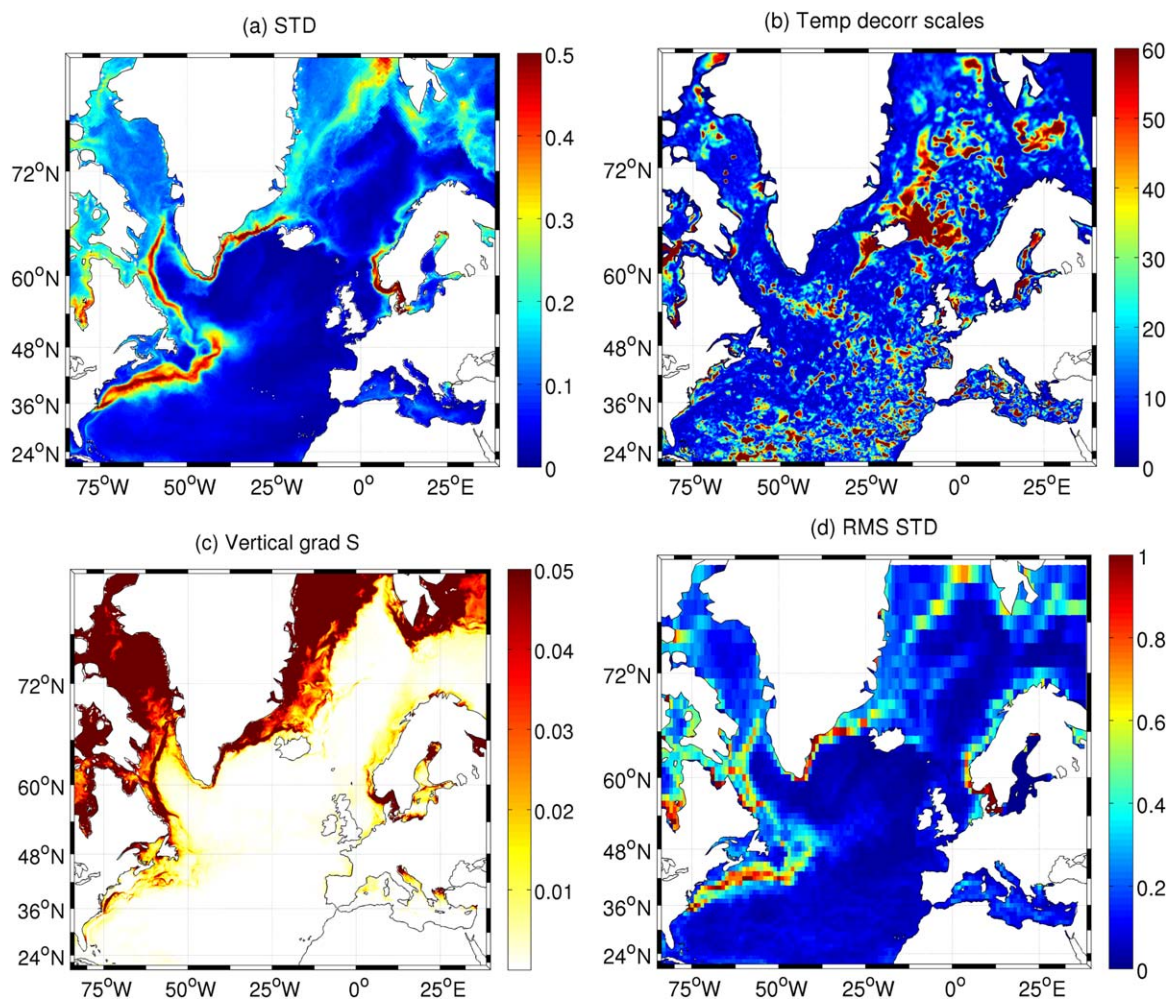 (a) STD
72°N
60°N
48°N
36°N
24°N
75°W
50°W
25°W
0°
25°E
0.5
0.4
0.3
0.2
0.1
0
(b) Temp decorr scales
72°N
60°N
48°N
36°N
24°N
75°W
50°W
25°W
0°
25°E
60
50
40
30
20
10
0
(c) Vertical grad S
72°N
60°N
48°N
36°N
24°N
75°W
50°W
25°W
0°
25°E
0.05
0.04
0.03
0.02
0.01
(d) RMS STD
72°N
60°N
48°N
36°N
24°N
75°W
50°W
25°W
0°
25°E
1
0.8
0.6
0.4
0.2
0